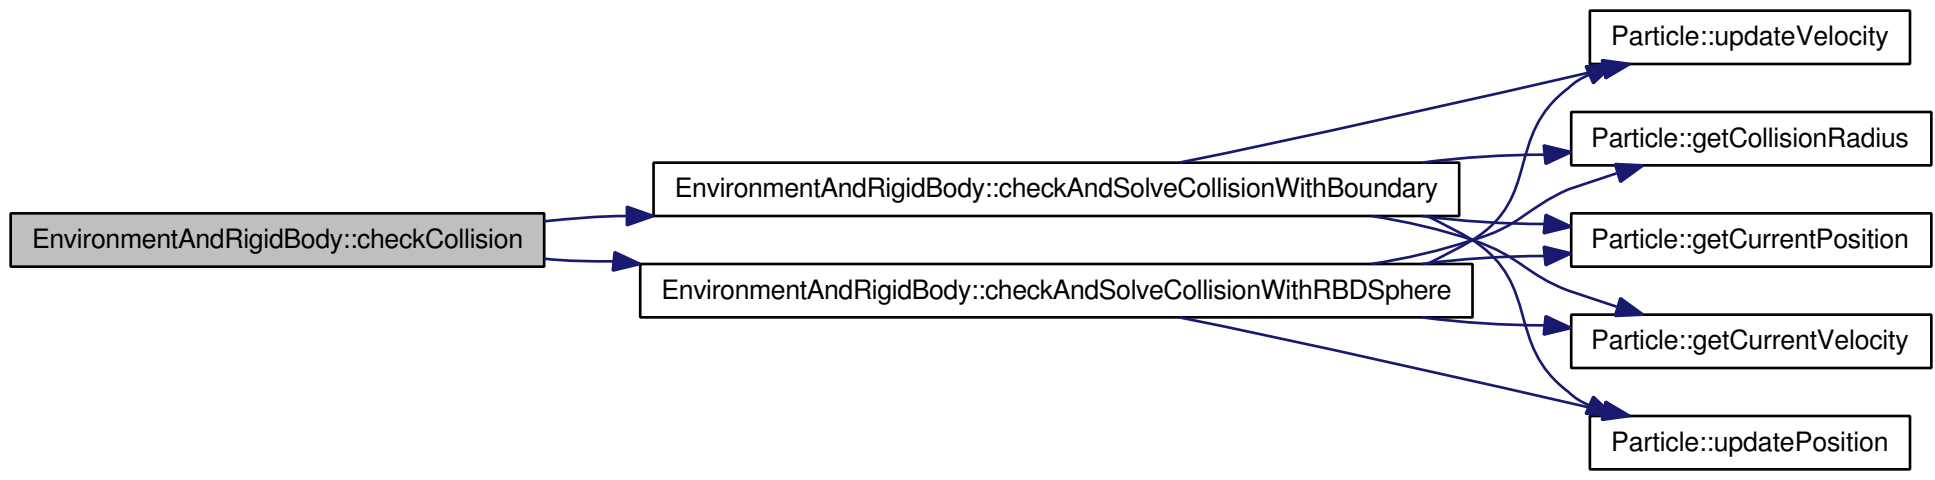 EnvironmentAndRigidBody::checkCollision
EnvironmentAndRigidBody::checkAndSolveCollisionWithBoundary
EnvironmentAndRigidBody::checkAndSolveCollisionWithRBDSphere
Particle::updateVelocity
Particle::getCollisionRadius
Particle::getCurrentPosition
Particle::getCurrentVelocity
Particle::updatePosition